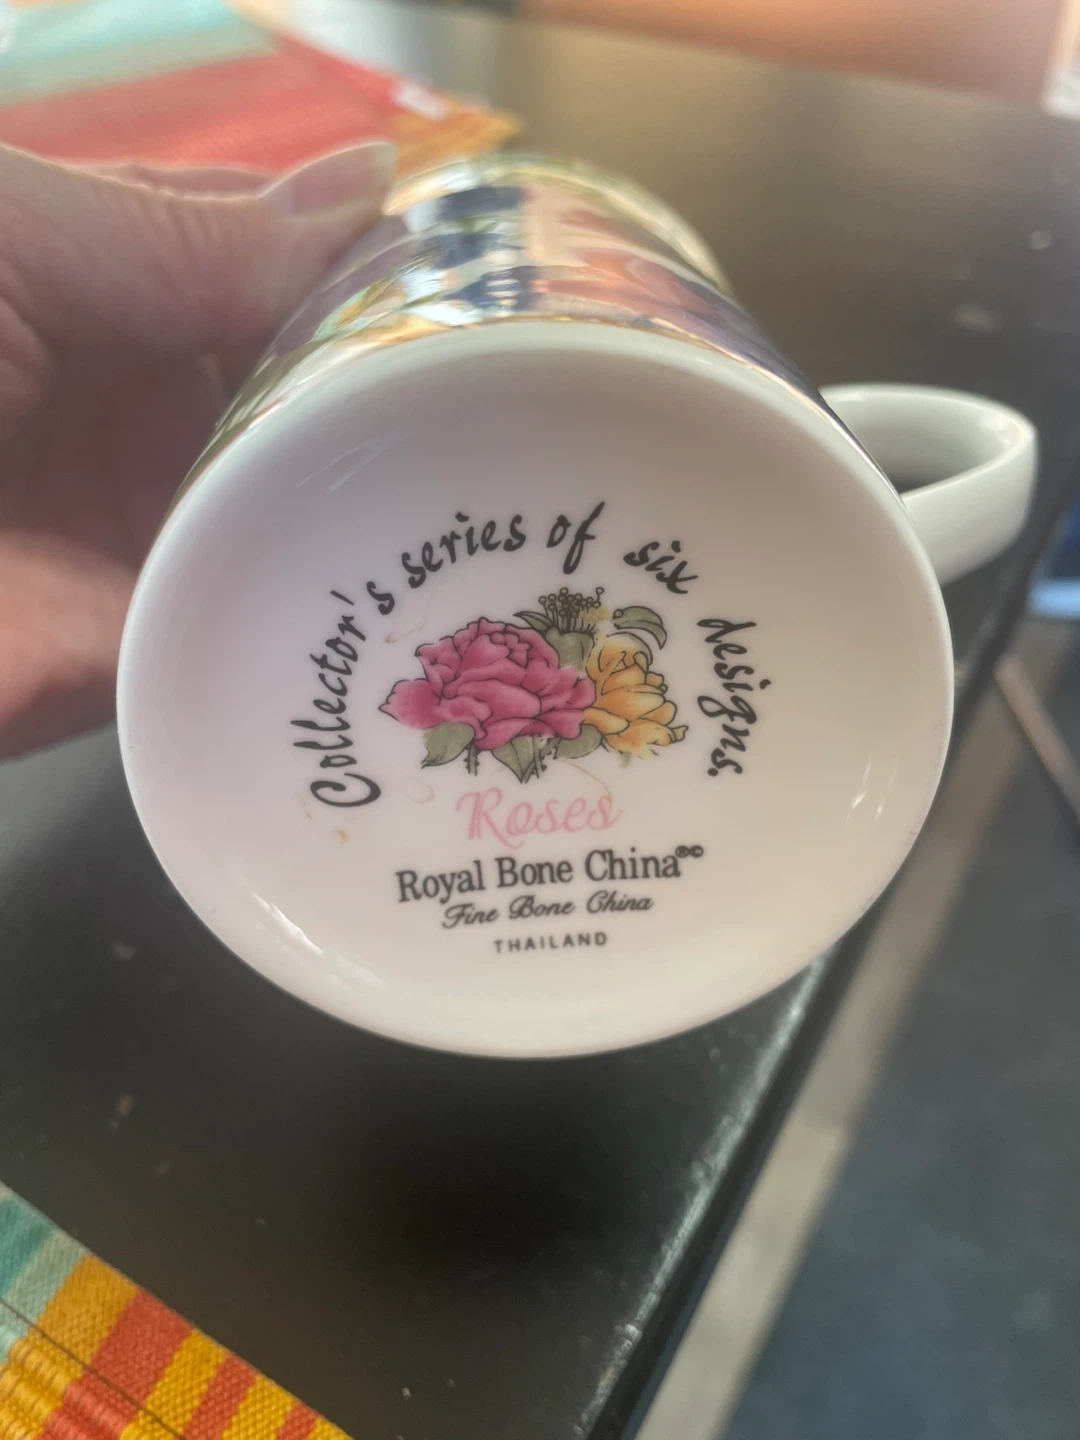 Collector's series of six designs.
Roses
Royal Bone China®©
Fine Bone China
THAILAND